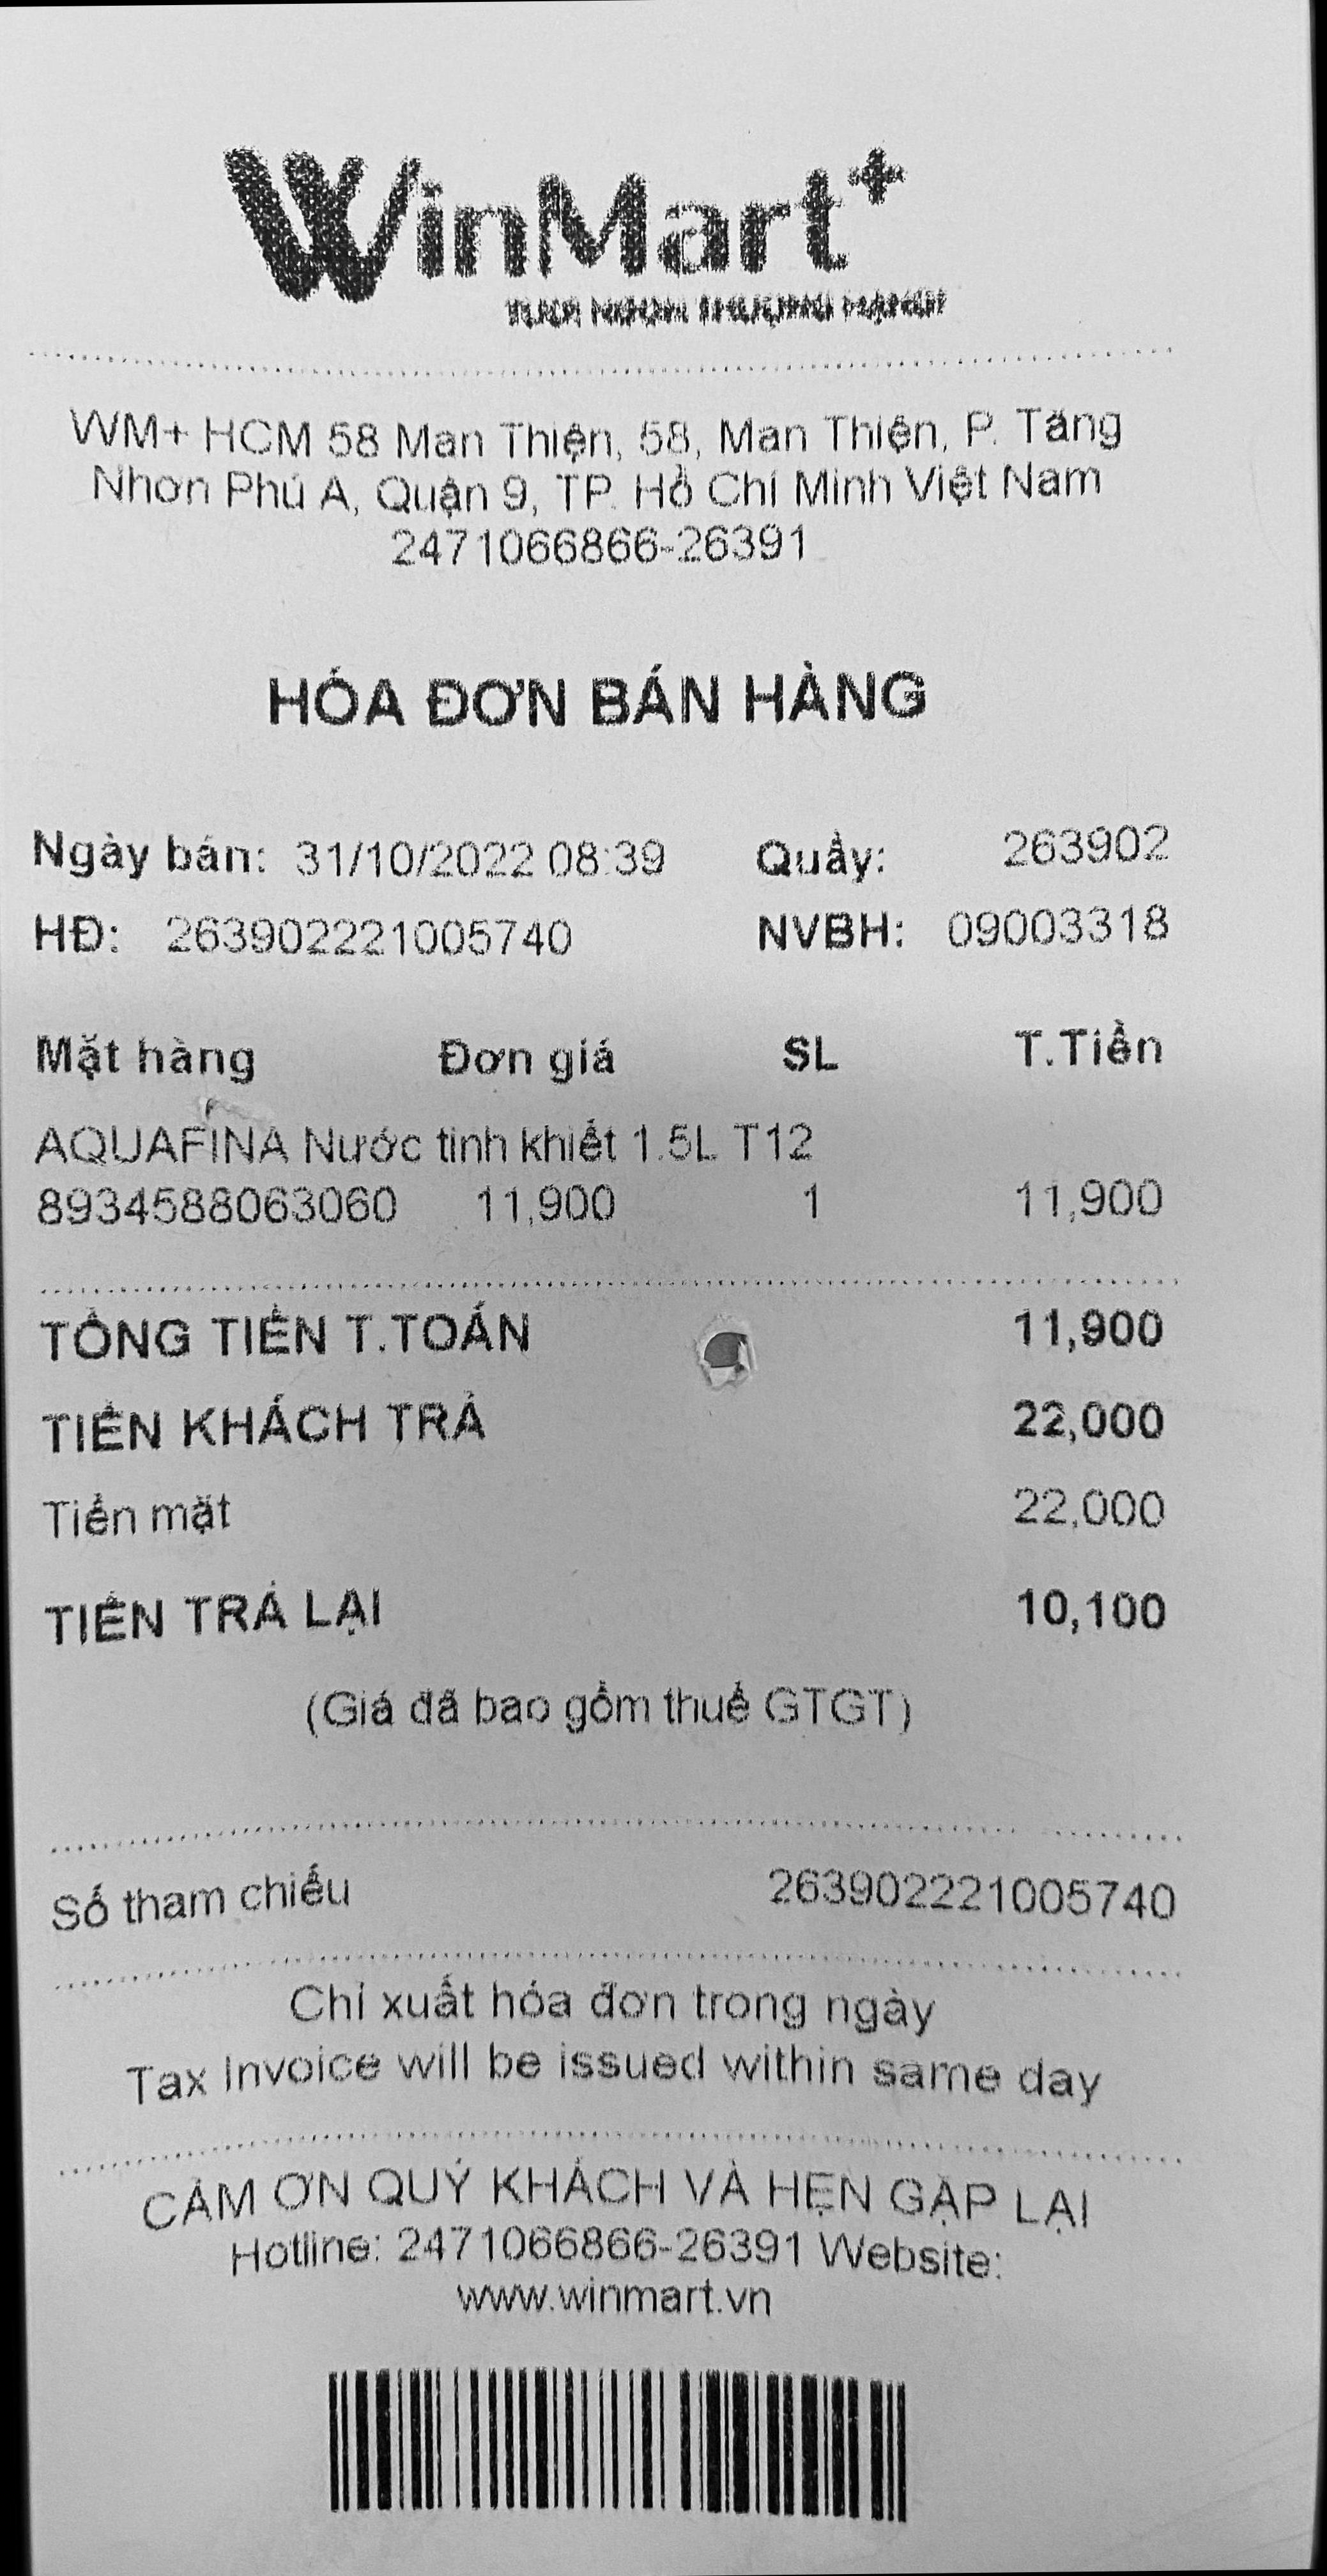 WinMart+
TƯƠI NGON THƯỢNG HẠNG
WM+ HCM 58 Man Thiện, 58, Man Thiện, P. Tăng
Nhơn Phú A, Quận 9, TP. Hồ Chí Minh Việt Nam
2471066866-26391
HÓA ĐƠN BÁN HÀNG
Ngày bán: 31/10/2022 08:39 Quầy: 263902
HĐ: 263902221005740 NVBH: 09003318
Mặt hàng Đơn giá SL T.Tiền
AQUAFINA Nước tinh khiết 1.5L T12
8934588063060 11,900 1 11,900
TỔNG TIỀN T.TOÁN 11,900
TIỀN KHÁCH TRẢ 22,000
Tiền mặt 22,000
TIỀN TRẢ LẠI 10,100
(Giá đã bao gồm thuế GTGT)
Số tham chiếu 263902221005740
Chỉ xuất hóa đơn trong ngày
Tax Invoice will be issued within same day
CẢM ƠN QUÝ KHÁCH VÀ HẸN GẶP LẠI
Hotline: 2471066866-26391 Website:
www.winmart.vn